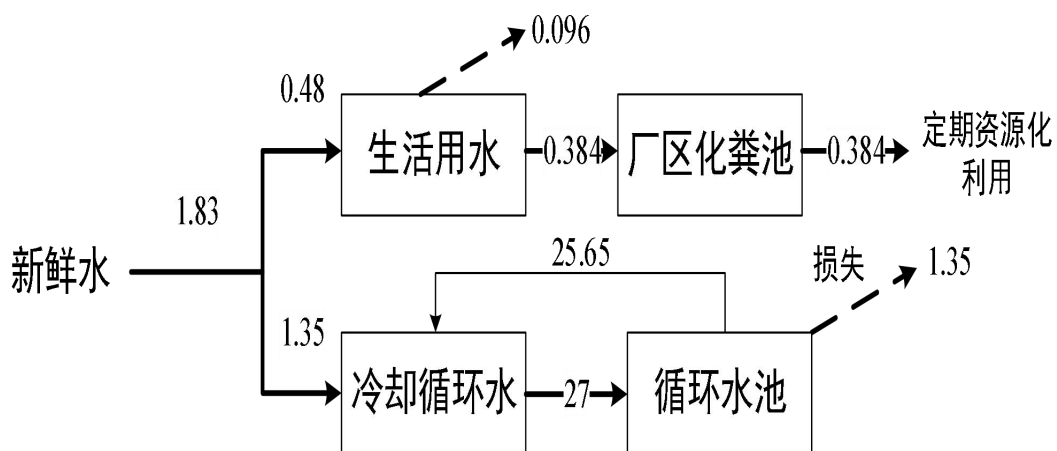 0.096
0.48
生活用水
0.384
厂区化粪池
0.384
定期资源化
利用
1.83
新鲜水
25.65
损失
1.35
1.35
冷却循环水
27
循环水池